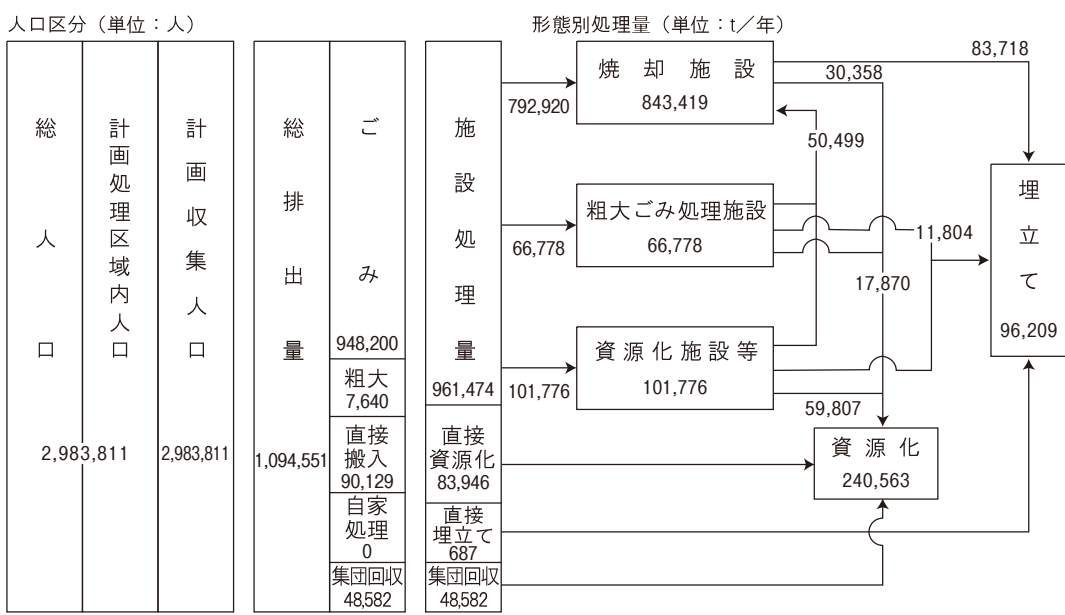 人口区分（単位：人）
総人口
2,983,811
計画処理区域内人口
計画収集人口
2,983,811
総排出量
1,094,551
ごみ
948,200
粗大
7,640
直接
搬入
90,129
自家
処理
0
集団回収
48,582
施設処理量
961,474
直接
資源化
83,946
直接
埋立て
687
集団回収
48,582
形態別処理量（単位：t／年）
792,920
焼却施設
843,419
83,718
30,358
50,499
66,778
粗大ごみ処理施設
66,778
11,804
17,870
101,776
資源化施設等
101,776
59,807
埋立て
96,209
資源化
240,563